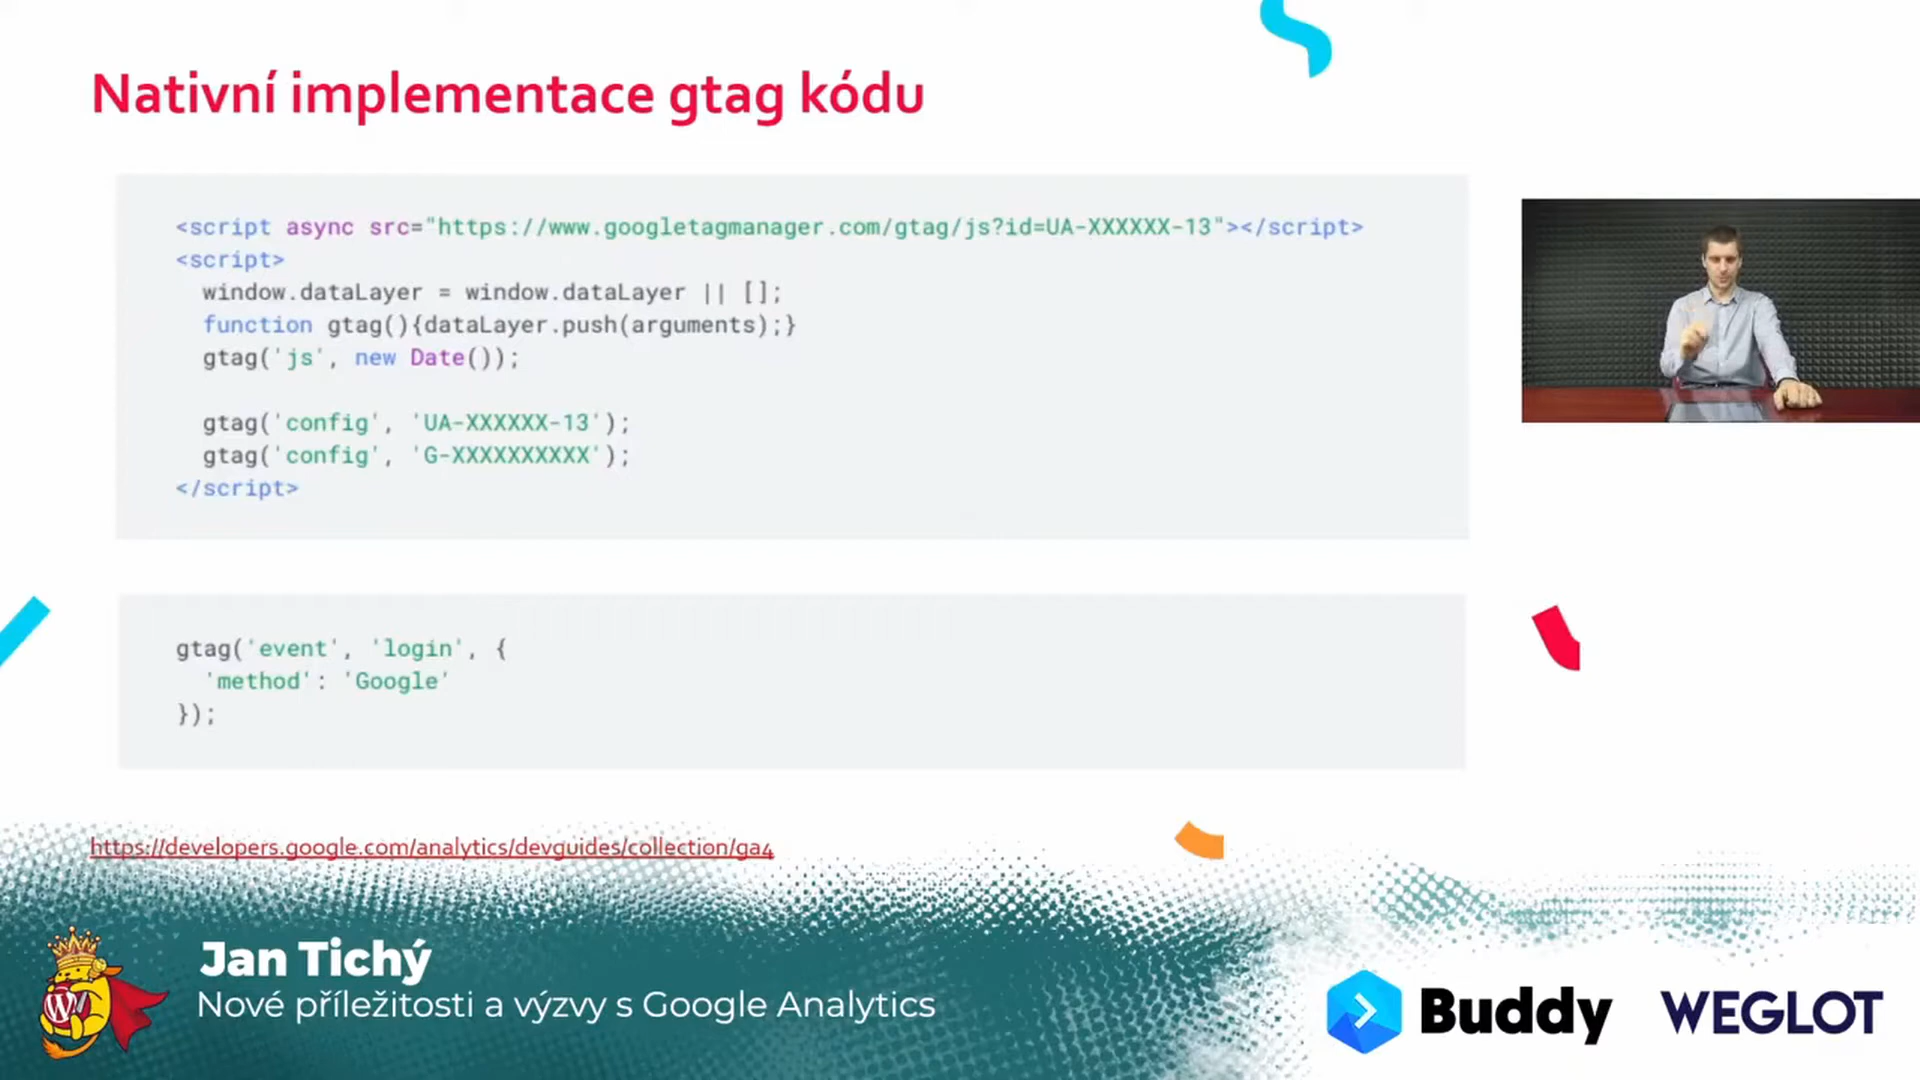 Nativní implementace gtag kódu
<script async src="https://www.googletagmanager.com/gtag/js?id=UA-XXXXXX-13"></script>
<script>
window.dataLayer = window.dataLayer || [];
function gtag(){dataLayer.push(arguments);}
gtag('js', new Date());
gtag('config', 'UA-XXXXXX-13');
gtag('config', 'G-XXXXXXXXXX');
</script>
gtag('event', 'login', {
'method': 'Google'
});
https://developers.google.com/analytics/devguides/collection/ga4
Jan Tichý
Nové příležitosti a výzvy s Google Analytics
W
Buddy
WEGLOT